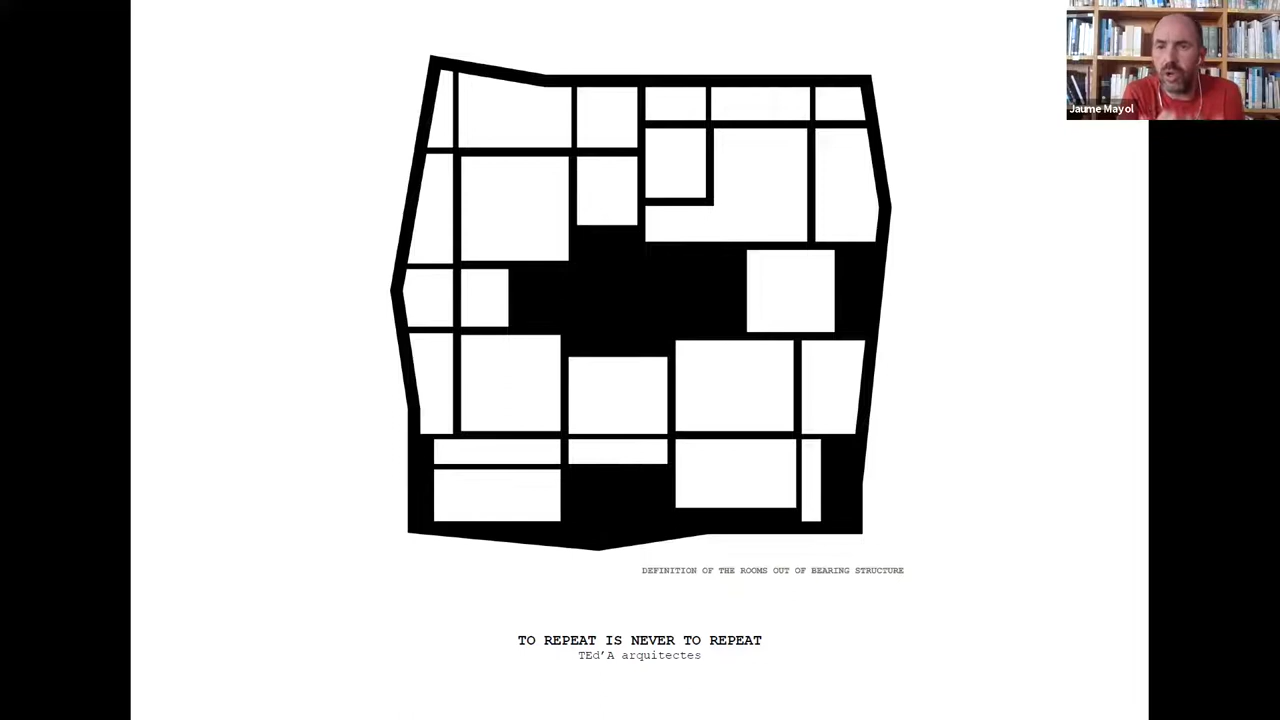 Jaume Mayol
DEFINITION OF THE ROOMS OUT OF BEARING STRUCTURE
TO REPEAT IS NEVER TO REPEAT
TEd'A arquitectes